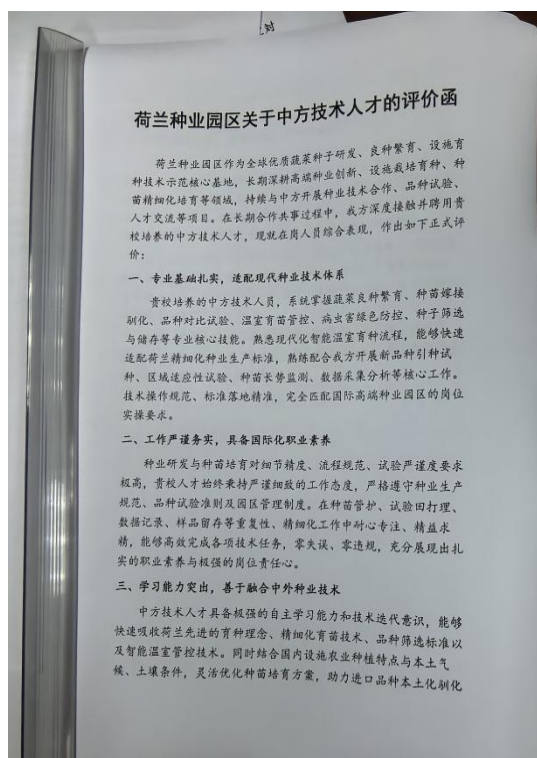 对
荷兰种业园区关于中方技术人才的评价函
荷兰种业园区作为全球优质蔬菜种子研发、良种繁育、设施育
种技术示范核心基地，长期深耕高端种业创新、设施栽培育种、种
苗精细化培育等领域，持续与中方开展种业技术合作、品种试验、
人才交流等项目。在长期合作共事过程中，我方深度接触并聘用贵
校培养的中方技术人才，现就在岗人员综合表现，作出如下正式评
价：
一、专业基础扎实，适配现代种业技术体系
贵校培养的中方技术人员，系统掌握蔬菜良种繁育、种苗嫁接
驯化、品种对比试验、温室育苗管控、病虫害绿色防控、种子筛选
与储存等专业核心技能。熟悉现代化智能温室育种流程，能够快速
适配荷兰精细化种业生产标准，熟练配合我方开展新品种引种试
种、区域适应性试验、种苗长势监测、数据采集分析等核心工作。
技术操作规范、标准落地精准，完全匹配国际高端种业园区的岗位
实操要求。
二、工作严谨务实，具备国际化职业素养
种业研发与种苗培育对细节精度、流程规范、试验严谨度要求
极高，贵校人才始终秉持严谨细致的工作态度，严格遵守种业生产
规范、品种试验准则及园区管理制度。在种苗管护、试验田打理、
数据记录、样品留存等重复性、精细化工作中耐心专注、精益求
精，能够高效完成各项技术任务，零失误、零违规，充分展现出扎
实的职业素养与极强的岗位责任心。
三、学习能力突出，善于融合中外种业技术
中方技术人才具备极强的自主学习能力和技术迭代意识，能够
快速吸收荷兰先进的育种理念、精细化育苗技术、品种筛选标准以
及智能温室管控技术。同时结合国内设施农业种植特点与本土气
候、土壤条件，灵活优化种苗培育方案，助力进口品种本土化驯化